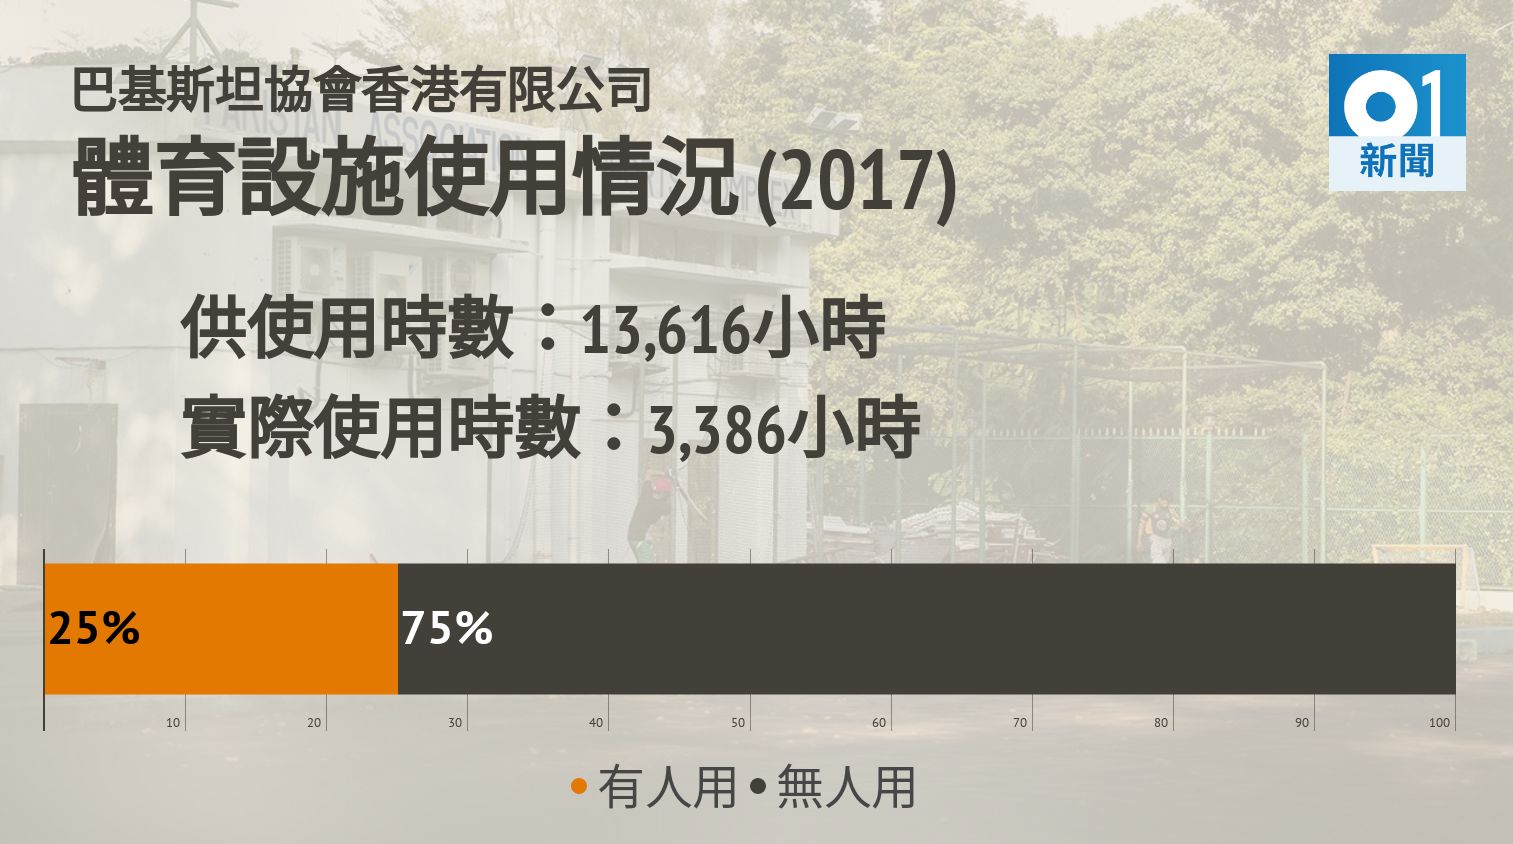 巴基斯坦協會香港有限公司
體育設施使用情況 (2017)
01
新聞
PAKISTAN ASSOCIATION
供使用時數：13,616小時
實際使用時數：3,386小時
25% 75%
10 20 30 40 50 60 70 80 90 100
有人用 無人用